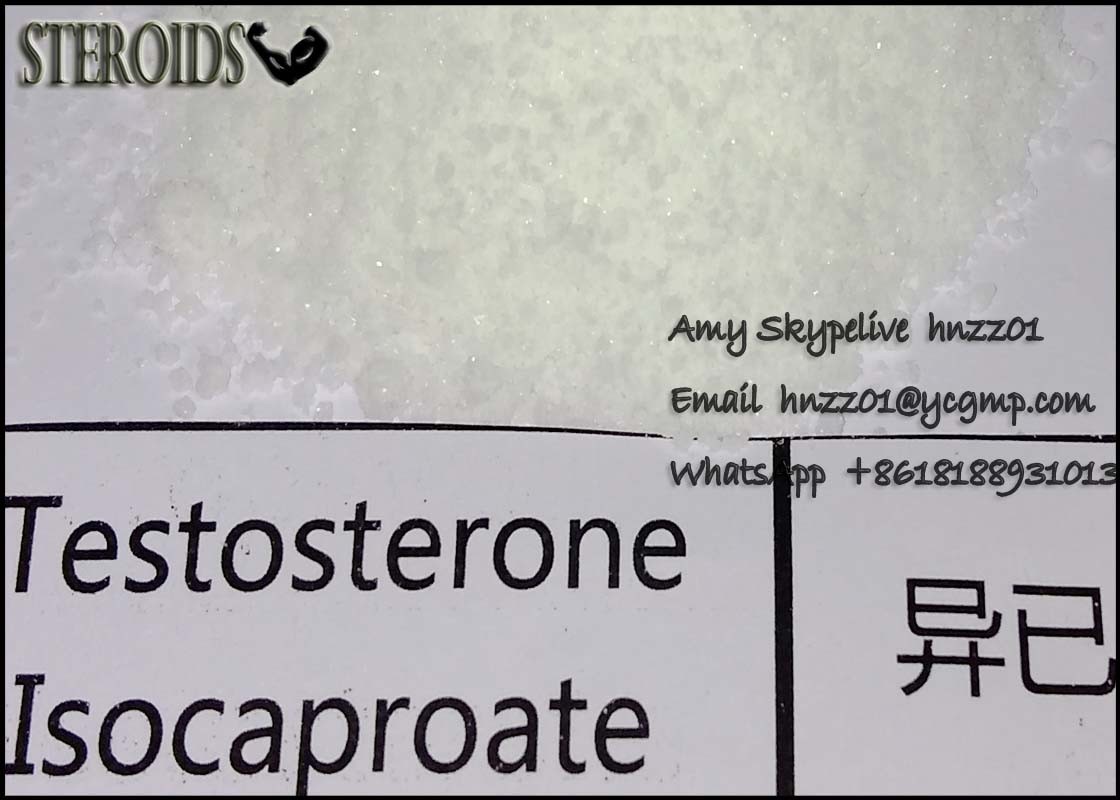 STEROIDS
Amy Skypelive hnzz01
Email hnzz01@ycgmp.com
WhatsApp +8618188931013
Testosterone
Isocaproate
异已